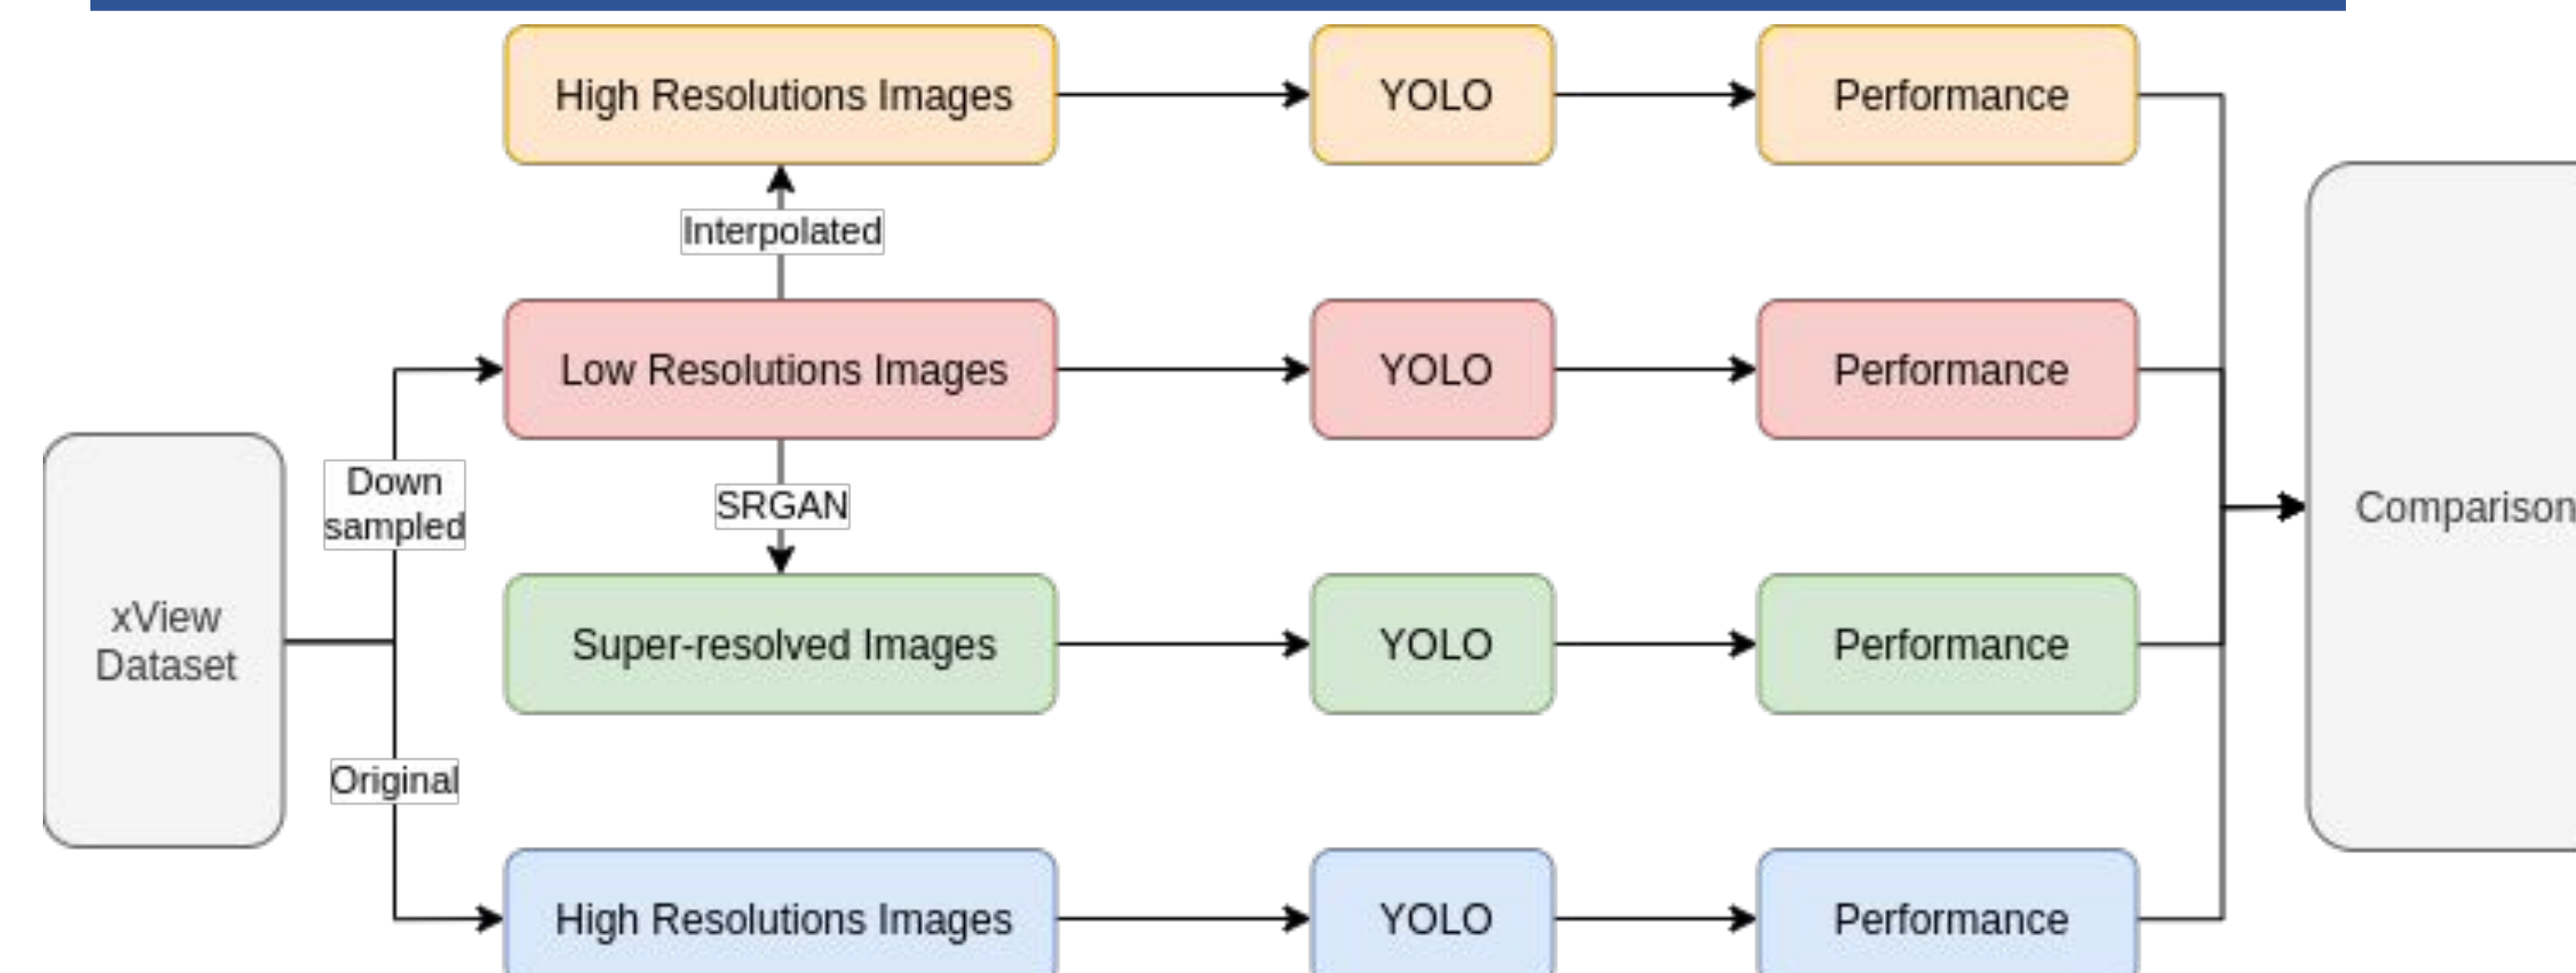 High Resolutions Images
YOLO
Performance
Interpolated
Low Resolutions Images
YOLO
Performance
Down
sampled
SRGAN
Comparison
xView
Dataset
Super-resolved Images
YOLO
Performance
Original
High Resolutions Images
YOLO
Performance